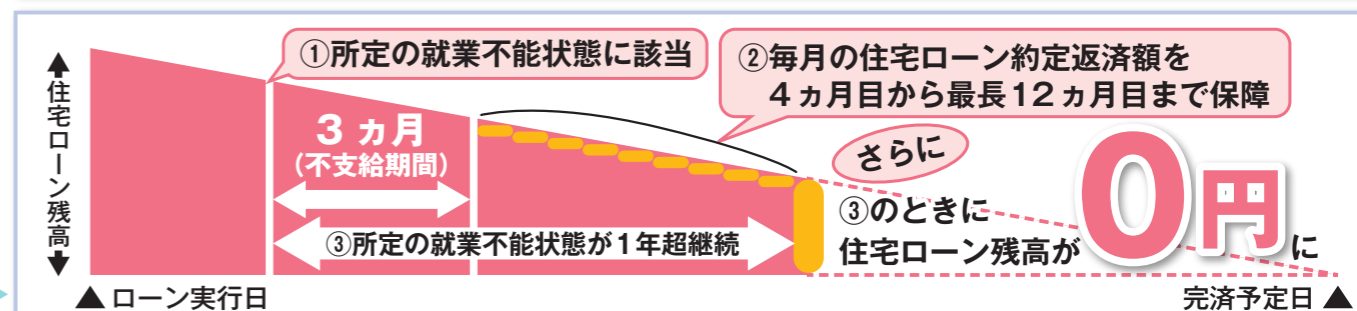 ①所定の就業不能状態に該当
②毎月の住宅ローン約定返済額を
4ヵ月目から最長12ヵ月目まで保障
▲住宅ローン残高▼
3ヵ月
(不支給期間)
さらに
③所定の就業不能状態が1年超継続
③のときに
住宅ローン残高が
0円に
▲ローン実行日
完済予定日▲